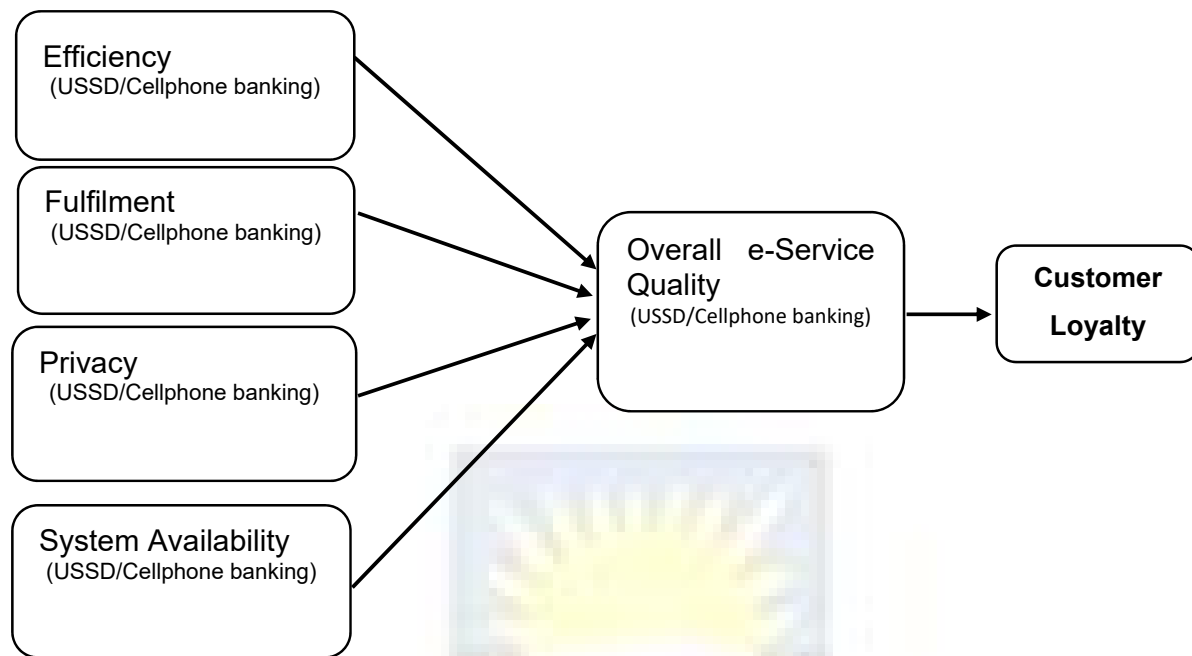 Efficiency
(USSD/Cellphone banking)
Fulfilment
(USSD/Cellphone banking)
Privacy
(USSD/Cellphone banking)
System Availability
(USSD/Cellphone banking)
Overall e-Service
Quality
(USSD/Cellphone banking)
Customer
Loyalty